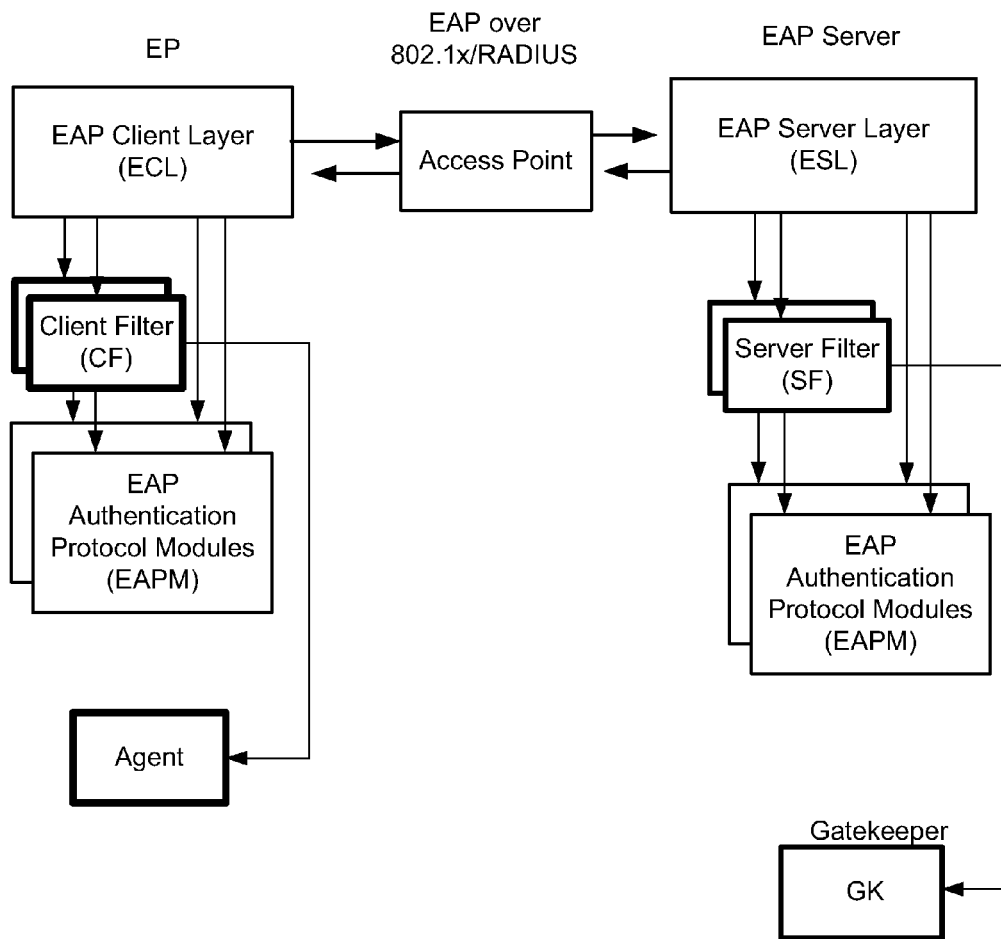 EP
EAP over
802.1x/RADIUS
EAP Server
EAP Client Layer
(ECL)
Access Point
EAP Server Layer
(ESL)
Client Filter
(CF)
Server Filter
(SF)
EAP
Authentication
Protocol Modules
(EAPM)
EAP
Authentication
Protocol Modules
(EAPM)
Agent
Gatekeeper
GK